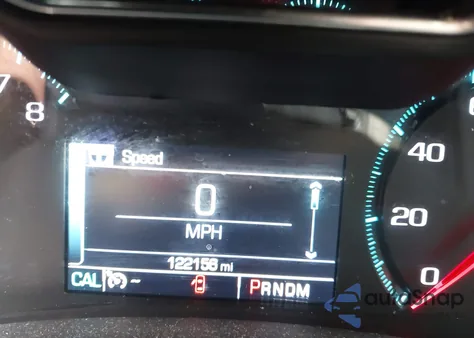 7
8
Speed
0
MPH
122156 mi
CAL
PRNDM
40
20
0
autoSnap